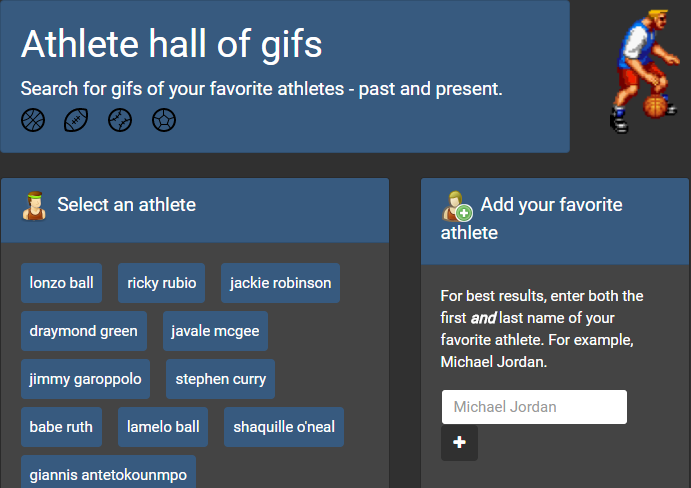 Athlete hall of gifs
Search for gifs of your favorite athletes - past and present.
Select an athlete
lonzo ball
ricky rubio
jackie robinson
draymond green
javale mcgee
jimmy garoppolo
stephen curry
babe ruth
lamelo ball
shaquille o'neal
giannis antetokounmpo
Add your favorite
athlete
For best results, enter both the
first and last name of your
favorite athlete. For example,
Michael Jordan.
Michael Jordan